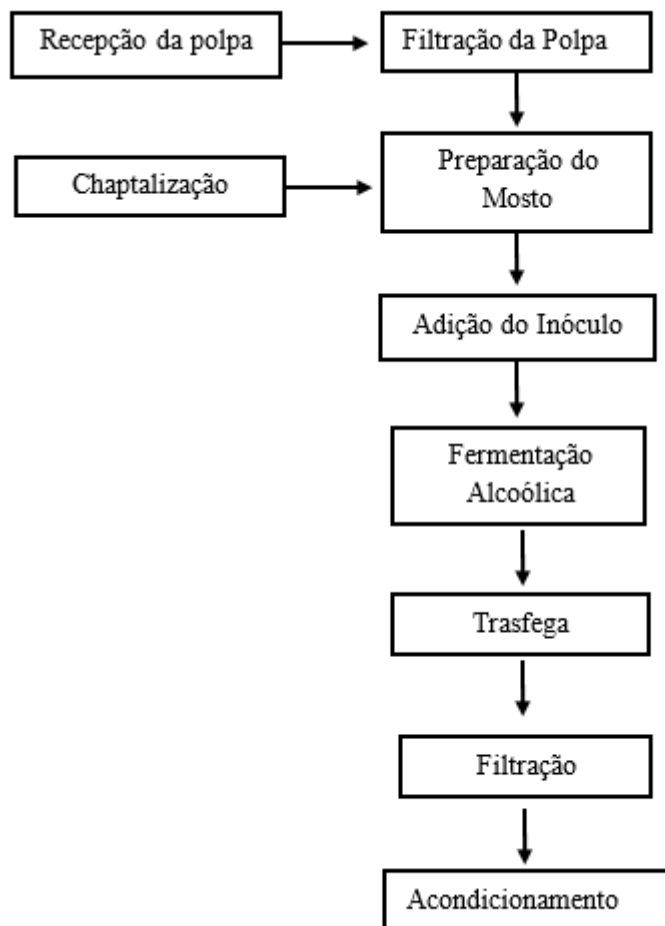 Recepção da polpa
Filtração da Polpa
Chaptalização
Preparação do
Mosto
Adição do Inóculo
Fermentação
Alcoólica
Trasfega
Filtração
Acondicionamento